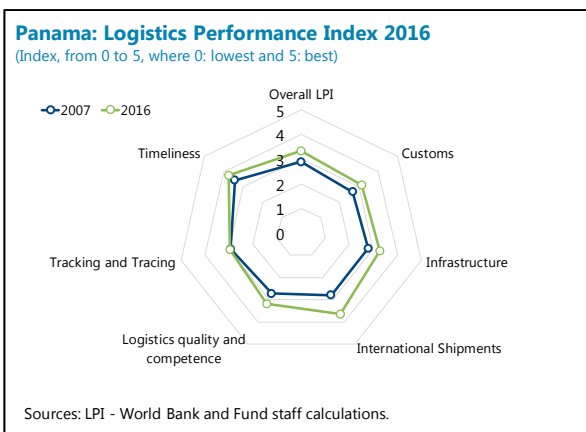 Panama: Logistics Performance Index 2016
(Index, from 0 to 5, where 0: lowest and 5: best)
2007
2016
Overall LPI
5
4
3
2
1
0
Customs
Infrastructure
International Shipments
Logistics quality and
competence
Tracking and Tracing
Timeliness
Sources: LPI - World Bank and Fund staff calculations.